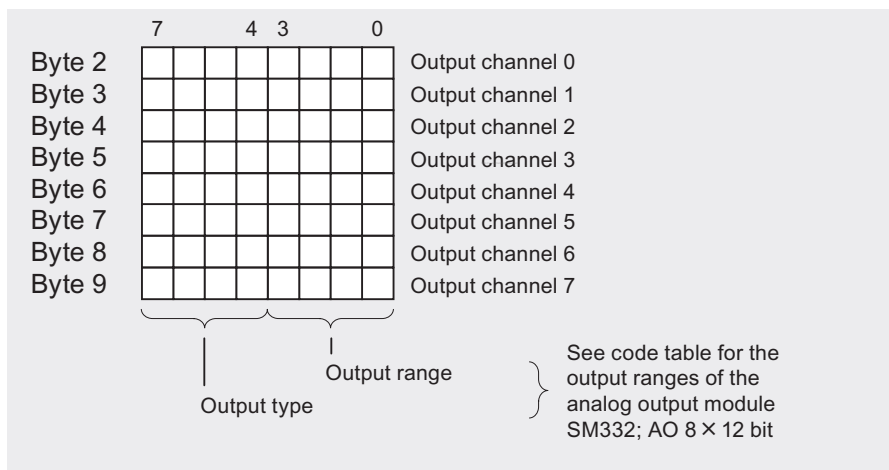 7 4 3 0
Byte 2 Output channel 0
Byte 3 Output channel 1
Byte 4 Output channel 2
Byte 5 Output channel 3
Byte 6 Output channel 4
Byte 7 Output channel 5
Byte 8 Output channel 6
Byte 9 Output channel 7
Output range
Output type
See code table for the
output ranges of the
analog output module
SM332; AO 8 × 12 bit